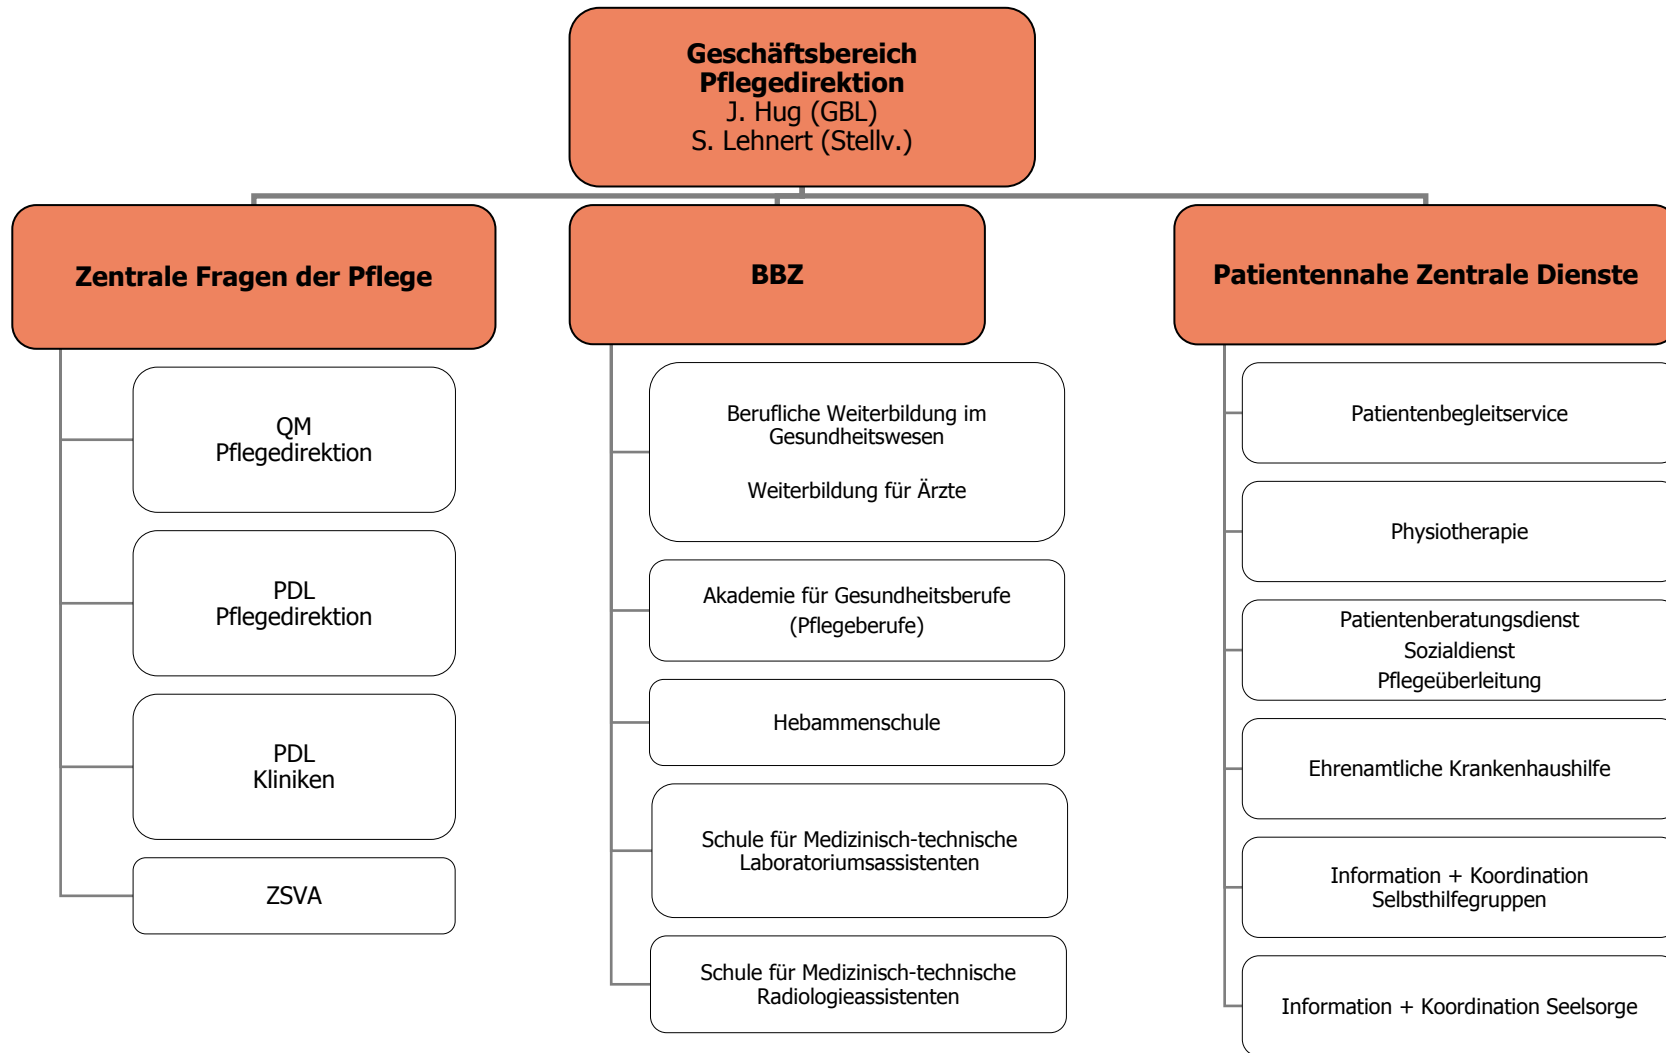 Geschäftsbereich
Pflegedirektion
J. Hug (GBL)
S. Lehnert (Stellv.)
Zentrale Fragen der Pflege
QM
Pflegedirektion
PDL
Pflegedirektion
PDL
Kliniken
ZSVA
BBZ
Berufliche Weiterbildung im
Gesundheitswesen
Weiterbildung für Ärzte
Akademie für Gesundheitsberufe
(Pflegeberufe)
Hebammenschule
Schule für Medizinisch-technische
Laboratoriumsassistenten
Schule für Medizinisch-technische
Radiologieassistenten
Patientennahe Zentrale Dienste
Patientenbegleitservice
Physiotherapie
Patientenberatungsdienst
Sozialdienst
Pflegeüberleitung
Ehrenamtliche Krankenhaushilfe
Information + Koordination
Selbsthilfegruppen
Information + Koordination Seelsorge